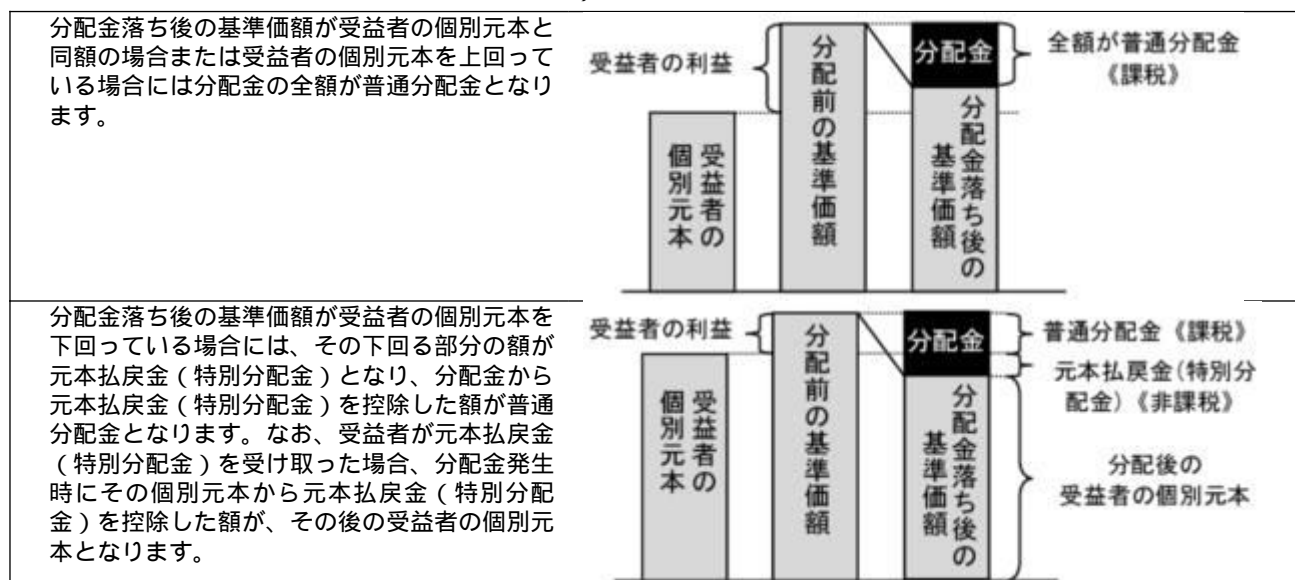 分配金落ち後の基準価額が受益者の個別元本と
同額の場合または受益者の個別元本を上回って
いる場合には分配金の全額が普通分配金となり
ます。
受益者の利益
受益者の
個別元本
分配前の基準価額
分配金
分配金落ち後の
基準価額
全額が普通分配金
《課税》
分配金落ち後の基準価額が受益者の個別元本を
下回っている場合には、その下回る部分の額が
元本払戻金(特別分配金)となり、分配金から
元本払戻金(特別分配金)を控除した額が普通
分配金となります。なお、受益者が元本払戻金
(特別分配金)を受け取った場合、分配金発生
時にその個別元本から元本払戻金(特別分配
金)を控除した額が、その後の受益者の個別元
本となります。
受益者の利益
受益者の
個別元本
分配前の基準価額
分配金
分配金落ち後の
基準価額
普通分配金《課税》
元本払戻金(特別分
配金)《非課税》
分配後の
受益者の個別元本